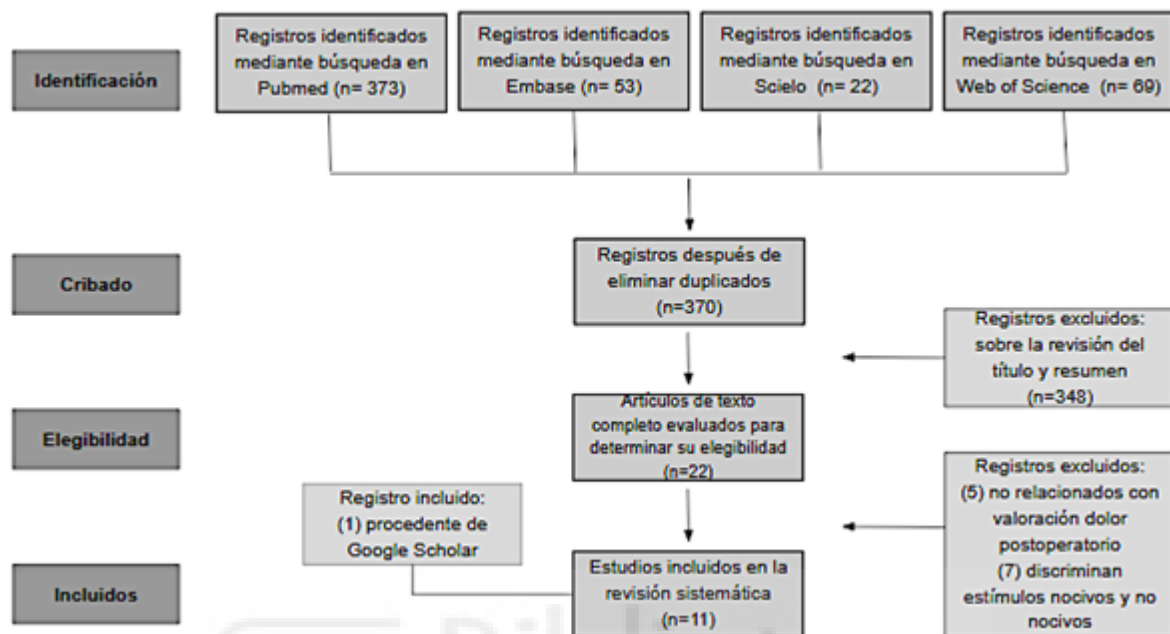 Identificación
Registros identificados
mediante búsqueda en
Pubmed (n= 373)
Registros identificados
mediante búsqueda en
Embase (n= 53)
Registros identificados
mediante búsqueda en
Scielo (n= 22)
Registros identificados
mediante búsqueda en
Web of Science (n= 69)
Cribado
Registros después de
eliminar duplicados
(n=370)
Registros excluidos:
sobre la revisión del
título y resumen
(n=348)
Elegibilidad
Artículos de texto
completo evaluados para
determinar su elegibilidad
(n=22)
Registros excluidos:
(5) no relacionados con
valoración dolor
postoperatorio
(7) discriminan
estímulos nocivos y no
nocivos
Registro incluido:
(1) procedente de
Google Scholar
Incluidos
Estudios incluidos en la
revisión sistemática
(n=11)